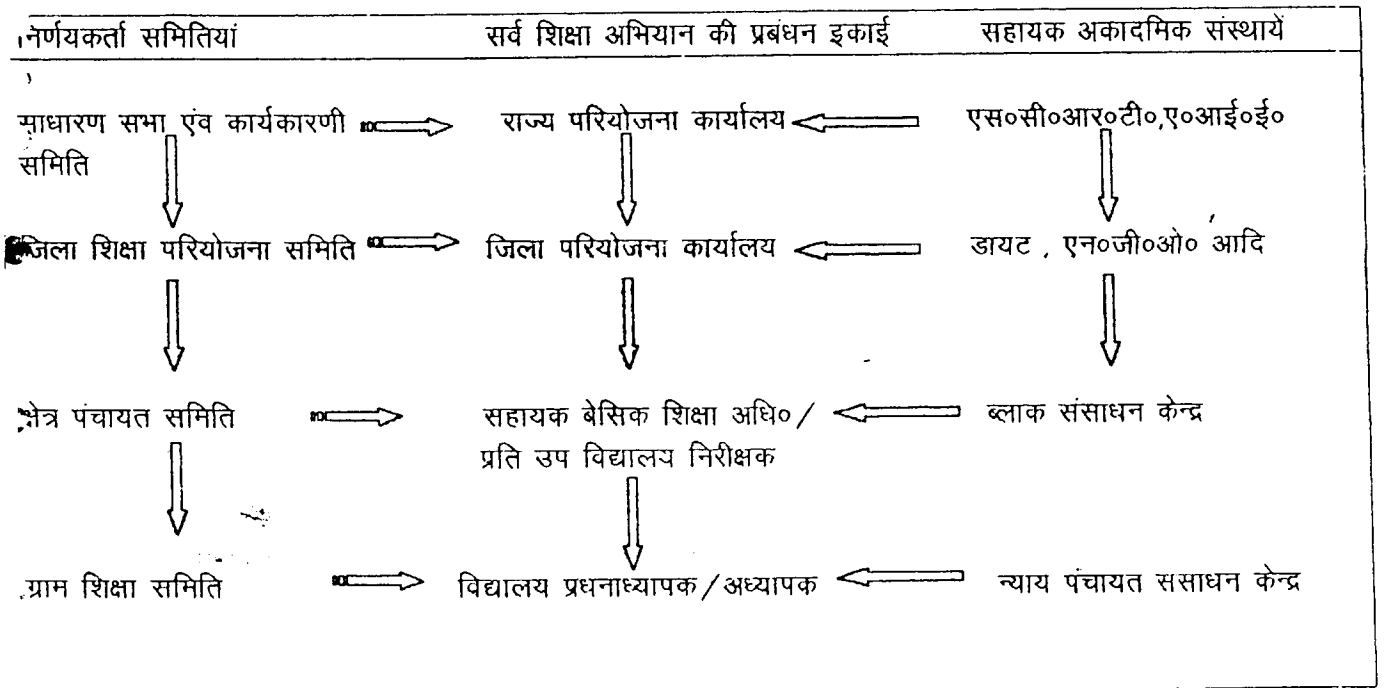 निर्णयकर्ता समितियां सर्व शिक्षा अभियान की प्रबंधन इकाई सहायक अकादमिक संस्थायें
साधारण सभा एंव कार्यकारणी राज्य परियोजना कार्यालय एस०सी०आर०टी०,ए०आई०ई०
समिति
जिला शिक्षा परियोजना समिति जिला परियोजना कार्यालय डायट , एन०जी०ओ० आदि
क्षेत्र पंचायत समिति सहायक बेसिक शिक्षा अधि०/ ब्लाक संसाधन केन्द्र
प्रति उप विद्यालय निरीक्षक
ग्राम शिक्षा समिति विद्यालय प्रधनाध्यापक/अध्यापक न्याय पंचायत ससाधन केन्द्र